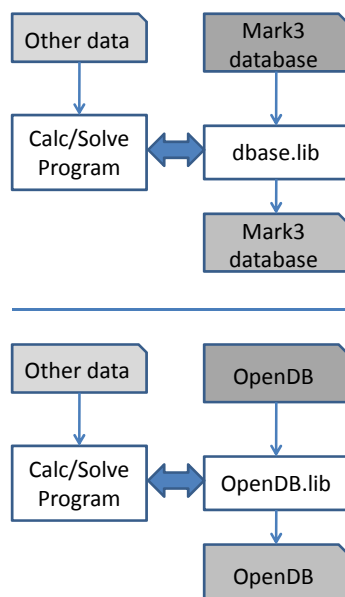 Other data
Mark3
database
Calc/Solve
Program
dbase.lib
Mark3
database
Other data
OpenDB
Calc/Solve
Program
OpenDB.lib
OpenDB